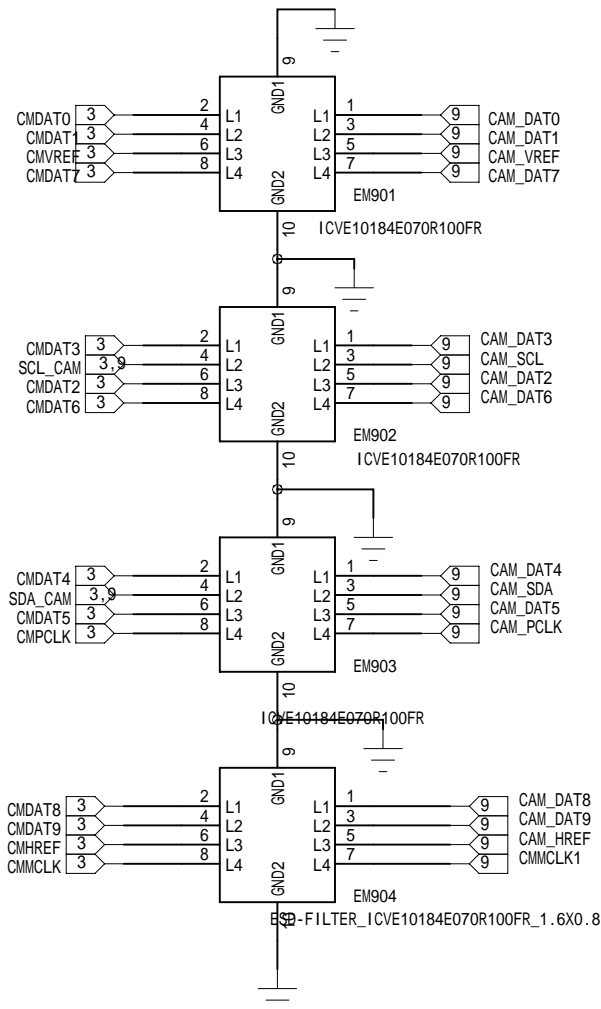 9
GND1
CMDAT0 3 2 L1 L1 1 9 CAM_DAT0
CMDAT1 3 4 L2 L2 3 9 CAM_DAT1
CMVREF 3 6 L3 L3 5 9 CAM_VREF
CMDAT7 3 8 L4 L4 7 9 CAM_DAT7
GND2
EM901
10
ICVE10184E070R100FR
9
GND1
CMDAT3 3 2 L1 L1 1 9 CAM_DAT3
SCL_CAM 3,9 4 L2 L2 3 9 CAM_SCL
CMDAT2 3 6 L3 L3 5 9 CAM_DAT2
CMDAT6 3 8 L4 L4 7 9 CAM_DAT6
GND2
EM902
10
ICVE10184E070R100FR
9
GND1
CMDAT4 3 2 L1 L1 1 9 CAM_DAT4
SDA_CAM 3,9 4 L2 L2 3 9 CAM_SDA
CMDAT5 3 6 L3 L3 5 9 CAM_DAT5
CMPCLK 3 8 L4 L4 7 9 CAM_PCLK
GND2
EM903
10
ICVE10184E070R100FR
9
GND1
CMDAT8 3 2 L1 L1 1 9 CAM_DAT8
CMDAT9 3 4 L2 L2 3 9 CAM_DAT9
CMHREF 3 6 L3 L3 5 9 CAM_HREF
CMMCLK 3 8 L4 L4 7 9 CMMCLK1
GND2
EM904
10
ESD-FILTER_ICVE10184E070R100FR_1.6X0.8